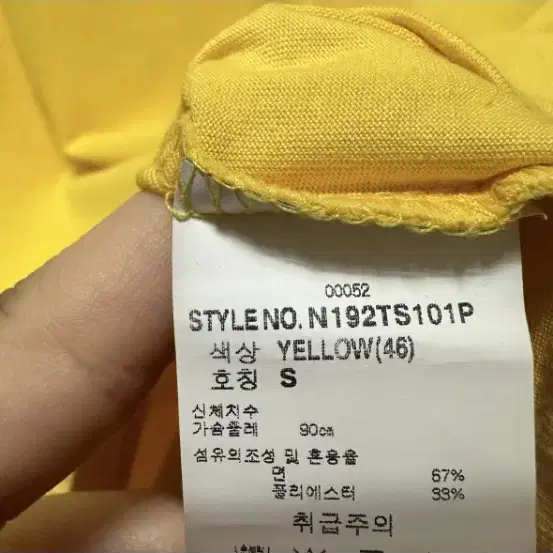 00052
STYLE NO. N192TS101P
색상 YELLOW(46)
호칭 S
신체치수
가슴둘레 90㎝
섬유의조성 및 혼용율
면 67%
폴리에스터 33%
취급주의